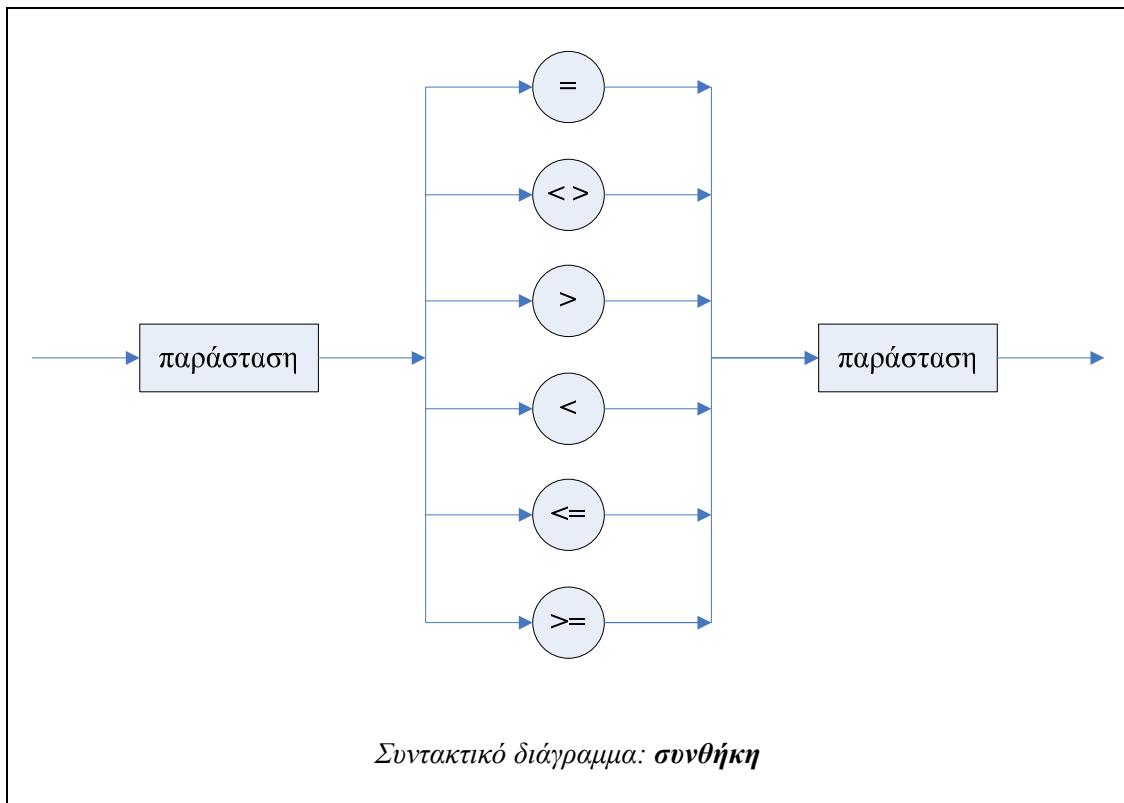 =
< >
>
παράσταση
παράσταση
<
<=
>=
Συντακτικό διάγραμμα: συνθήκη